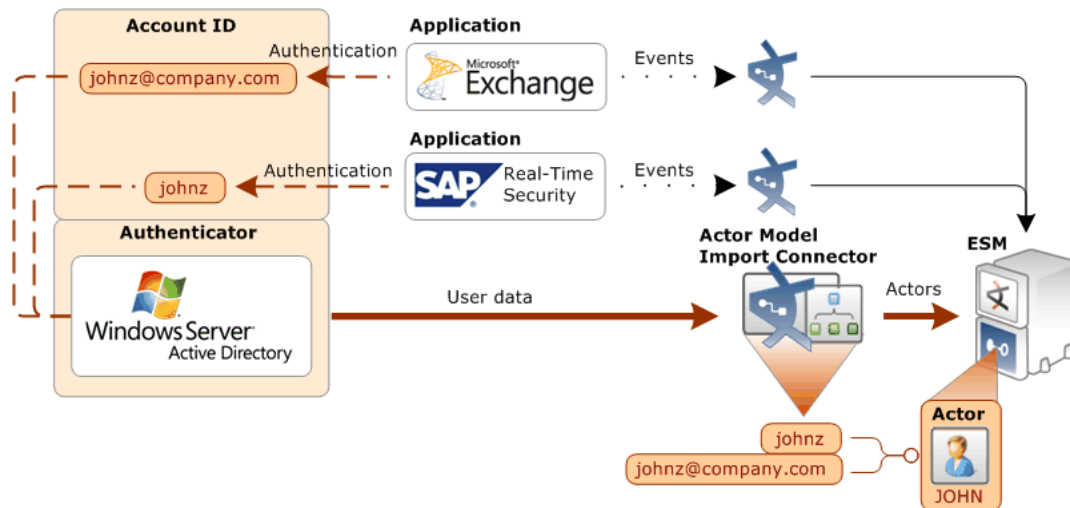 Account ID
Application
Authentication
johnz@company.com
Microsoft®
Exchange
Events
Application
Authentication
johnz
SAP®
Real-Time
Security
Events
Authenticator
Actor Model
Import Connector
ESM
Windows Server
Active Directory
User data
Actors
johnz
johnz@company.com
Actor
JOHN